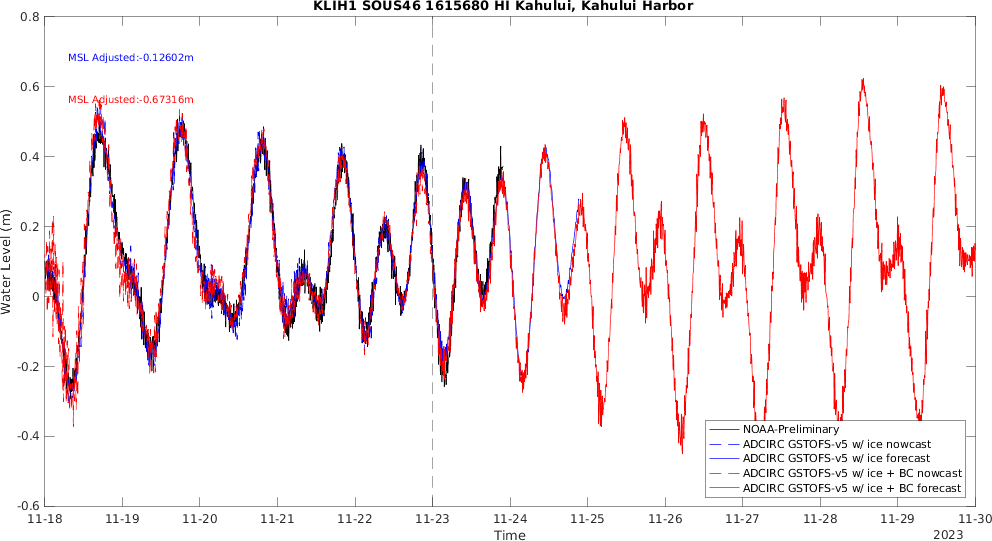 KLIH1 SOUS46 1615680 HI Kahului, Kahului Harbor
0.8
0.6
0.4
0.2
0
-0.2
-0.4
-0.6
Water Level (m)
MSL Adjusted:-0.12602m
MSL Adjusted:-0.67316m
NOAA-Preliminary
ADCIRC GSTOFS-v5 w/ ice nowcast
ADCIRC GSTOFS-v5 w/ ice forecast
ADCIRC GSTOFS-v5 w/ ice + BC nowcast
ADCIRC GSTOFS-v5 w/ ice + BC forecast
11-18 11-19 11-20 11-21 11-22 11-23 11-24 11-25 11-26 11-27 11-28 11-29 11-30
Time
2023